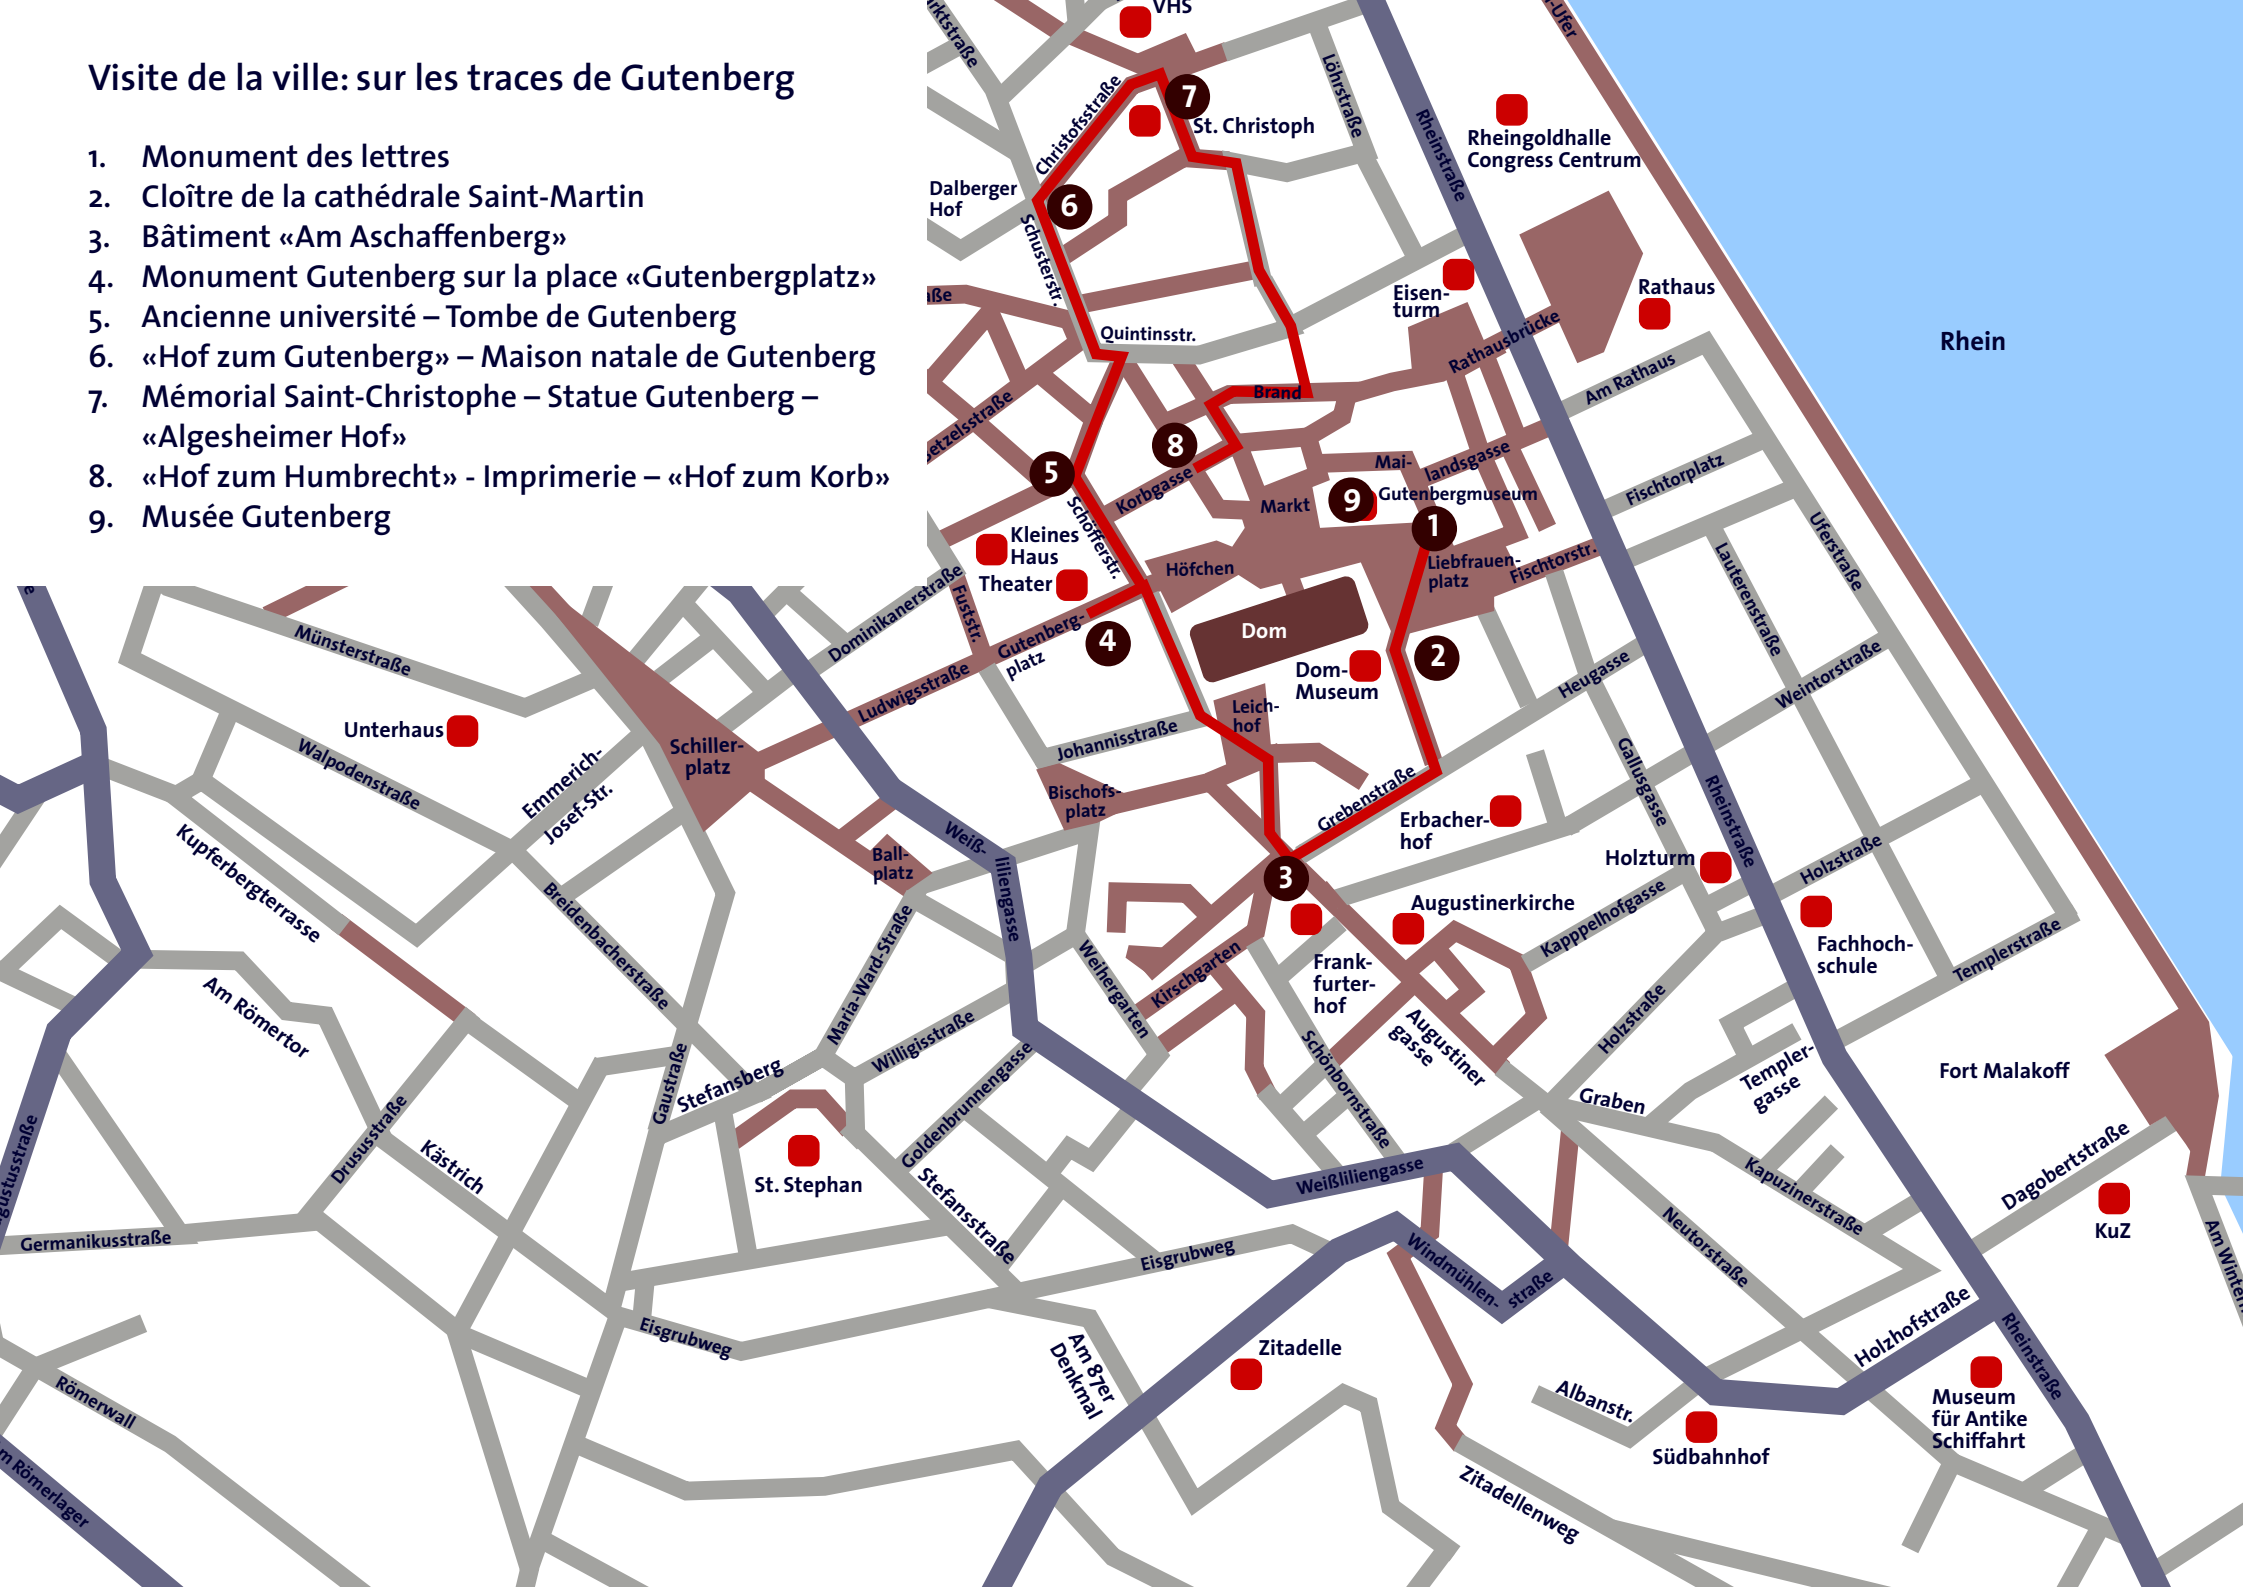 Visite de la ville: sur les traces de Gutenberg
1. Monument des lettres
2. Cloître de la cathédrale Saint-Martin
3. Bâtiment «Am Aschaffenberg»
4. Monument Gutenberg sur la place «Gutenbergplatz»
5. Ancienne université – Tombe de Gutenberg
6. «Hof zum Gutenberg» – Maison natale de Gutenberg
7. Mémorial Saint-Christophe – Statue Gutenberg –
«Algesheimer Hof»
8. «Hof zum Humbrecht» - Imprimerie – «Hof zum Korb»
9. Musée Gutenberg
VHS
-Ufer
Christofsstraße
7
St. Christoph
Löhrstraße
Rheinstraße
Rheingoldhalle
Congress Centrum
Dalberger
Hof
6
Schusterstr.
Eisen-
turm
Rathaus
Rhein
Quintinsstr.
Rathausbrücke
Am Rathaus
Brand
8
5
Korbgasse
Mai-
landsgasse
Markt
9
Gutenbergmuseum
1
Fischtorplatz
Uferstraße
Kleines
Haus
Theater
Schöfferstr.
Höfchen
Liebfrauen-
platz
Fischtorstr.
Lauterenstraße
Dominikanerstraße
Fuststr.
Gutenberg-
platz
4
Dom
Dom-
Museum
2
Heugasse
Weintorstraße
Münsterstraße
Unterhaus
Walpodenstraße
Emmerich-
Josef-Str.
Schiller-
platz
Ludwigsstraße
Johannisstraße
Leich-
hof
Bischofs-
platz
Grebenstraße
Erbacher-
hof
Gallusgasse
Rheinstraße
Holzturm
Holzstraße
Kupferbergterrasse
Breidenbacherstraße
Ball-
platz
Weiß-
liliengasse
3
Augustinerkirche
Kapppelhofgasse
Fachhoch-
schule
Templerstraße
Am Römertor
Maria-Ward-Straße
Weihergarten
Kirschgarten
Frank-
furter-
hof
Augustiner
gasse
Holzstraße
Schönbornstraße
Willigisstraße
Gaustraße
Stefansberg
Goldenbrunnengasse
Templer-
gasse
Graben
Fort Malakoff
Drususstraße
Kästrich
St. Stephan
Stefansstraße
Weißliliengasse
Kapuzinerstraße
Dagobertstraße
KuZ
Germanikusstraße
Eisgrubweg
Windmühlen-
straße
Neutorstraße
Eisgrubweg
Am 87er
Denkmal
Zitadelle
Holzhofstraße
Rheinstraße
Römerwall
Albanstr.
Südbahnhof
Museum
für Antike
Schiffahrt
Zitadellenweg